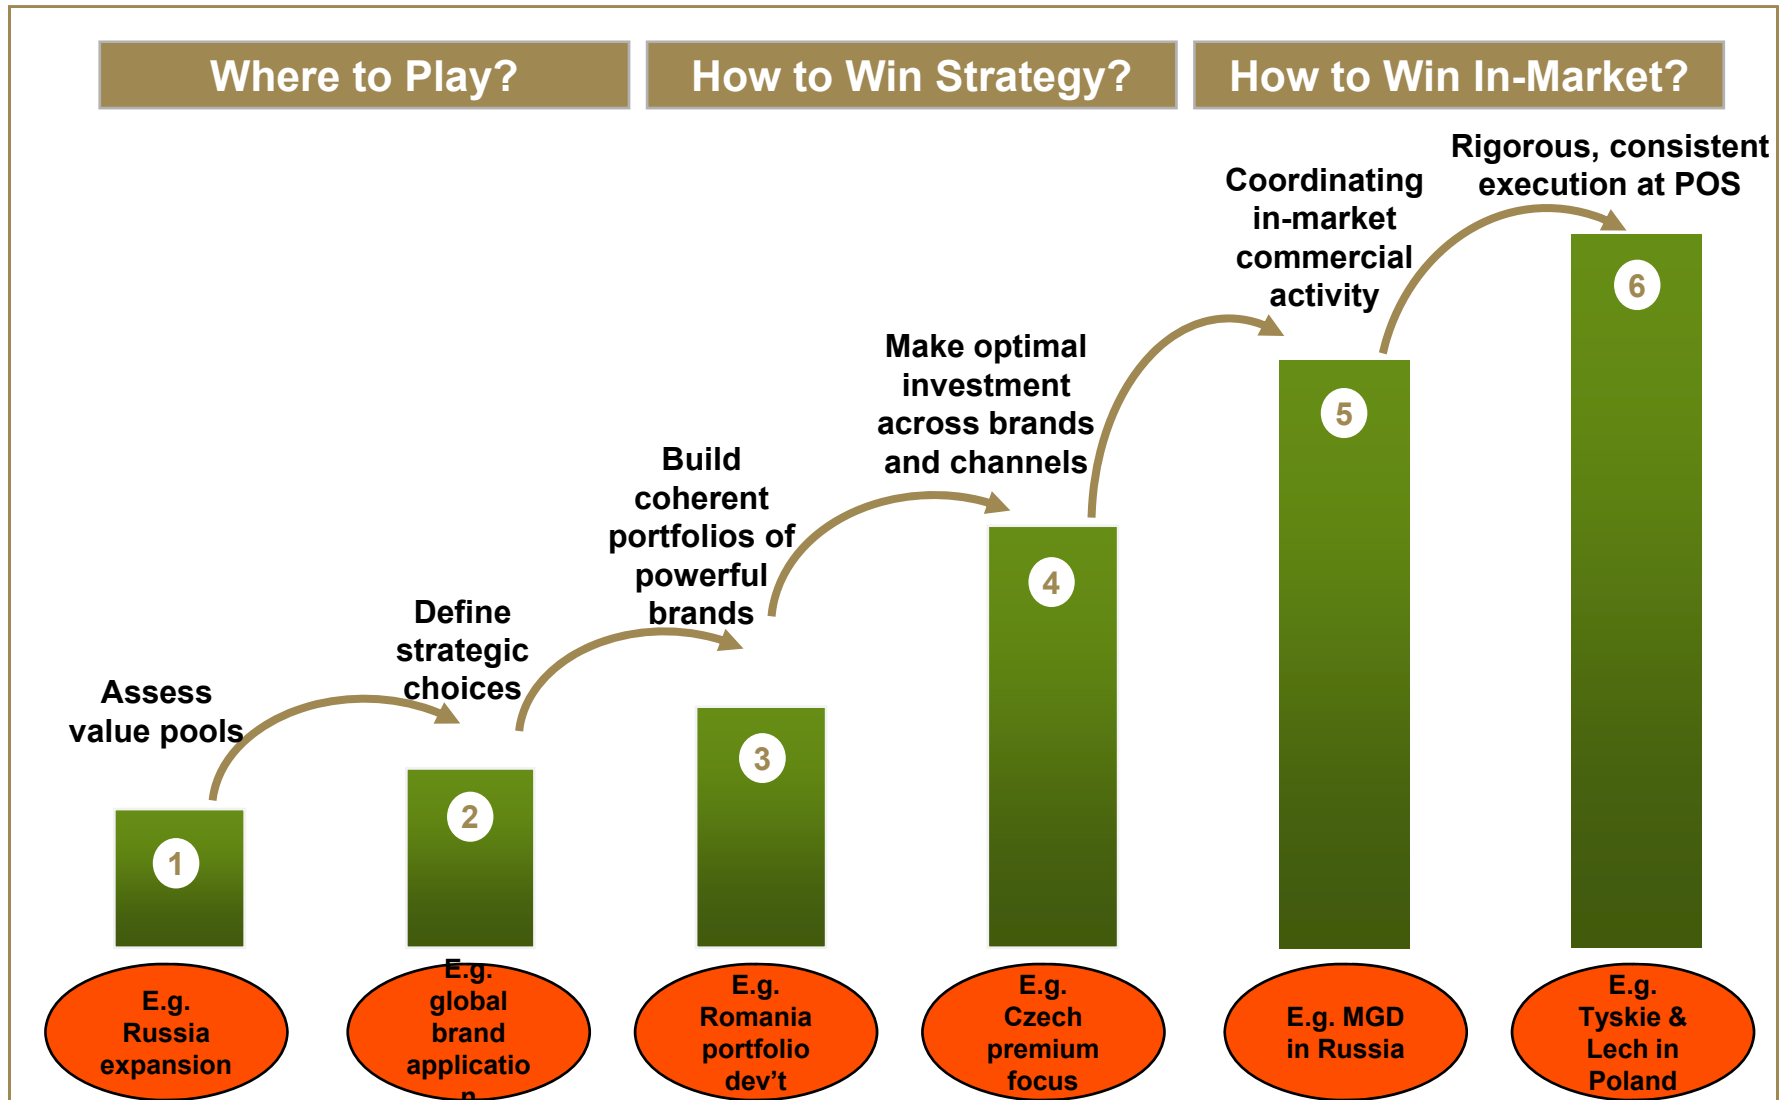 Where to Play?
How to Win Strategy?
How to Win In-Market?
Assess
value pools
Define
strategic
choices
Build
coherent
portfolios of
powerful
brands
Make optimal
investment
across brands
and channels
Coordinating
in-market
commercial
activity
Rigorous, consistent
execution at POS
1
2
3
4
5
6
E.g.
Russia
expansion
E.g.
global
brand
applicatio
n
E.g.
Romania
portfolio
dev’t
E.g.
Czech
premium
focus
E.g. MGD
in Russia
E.g.
Tyskie &
Lech in
Poland